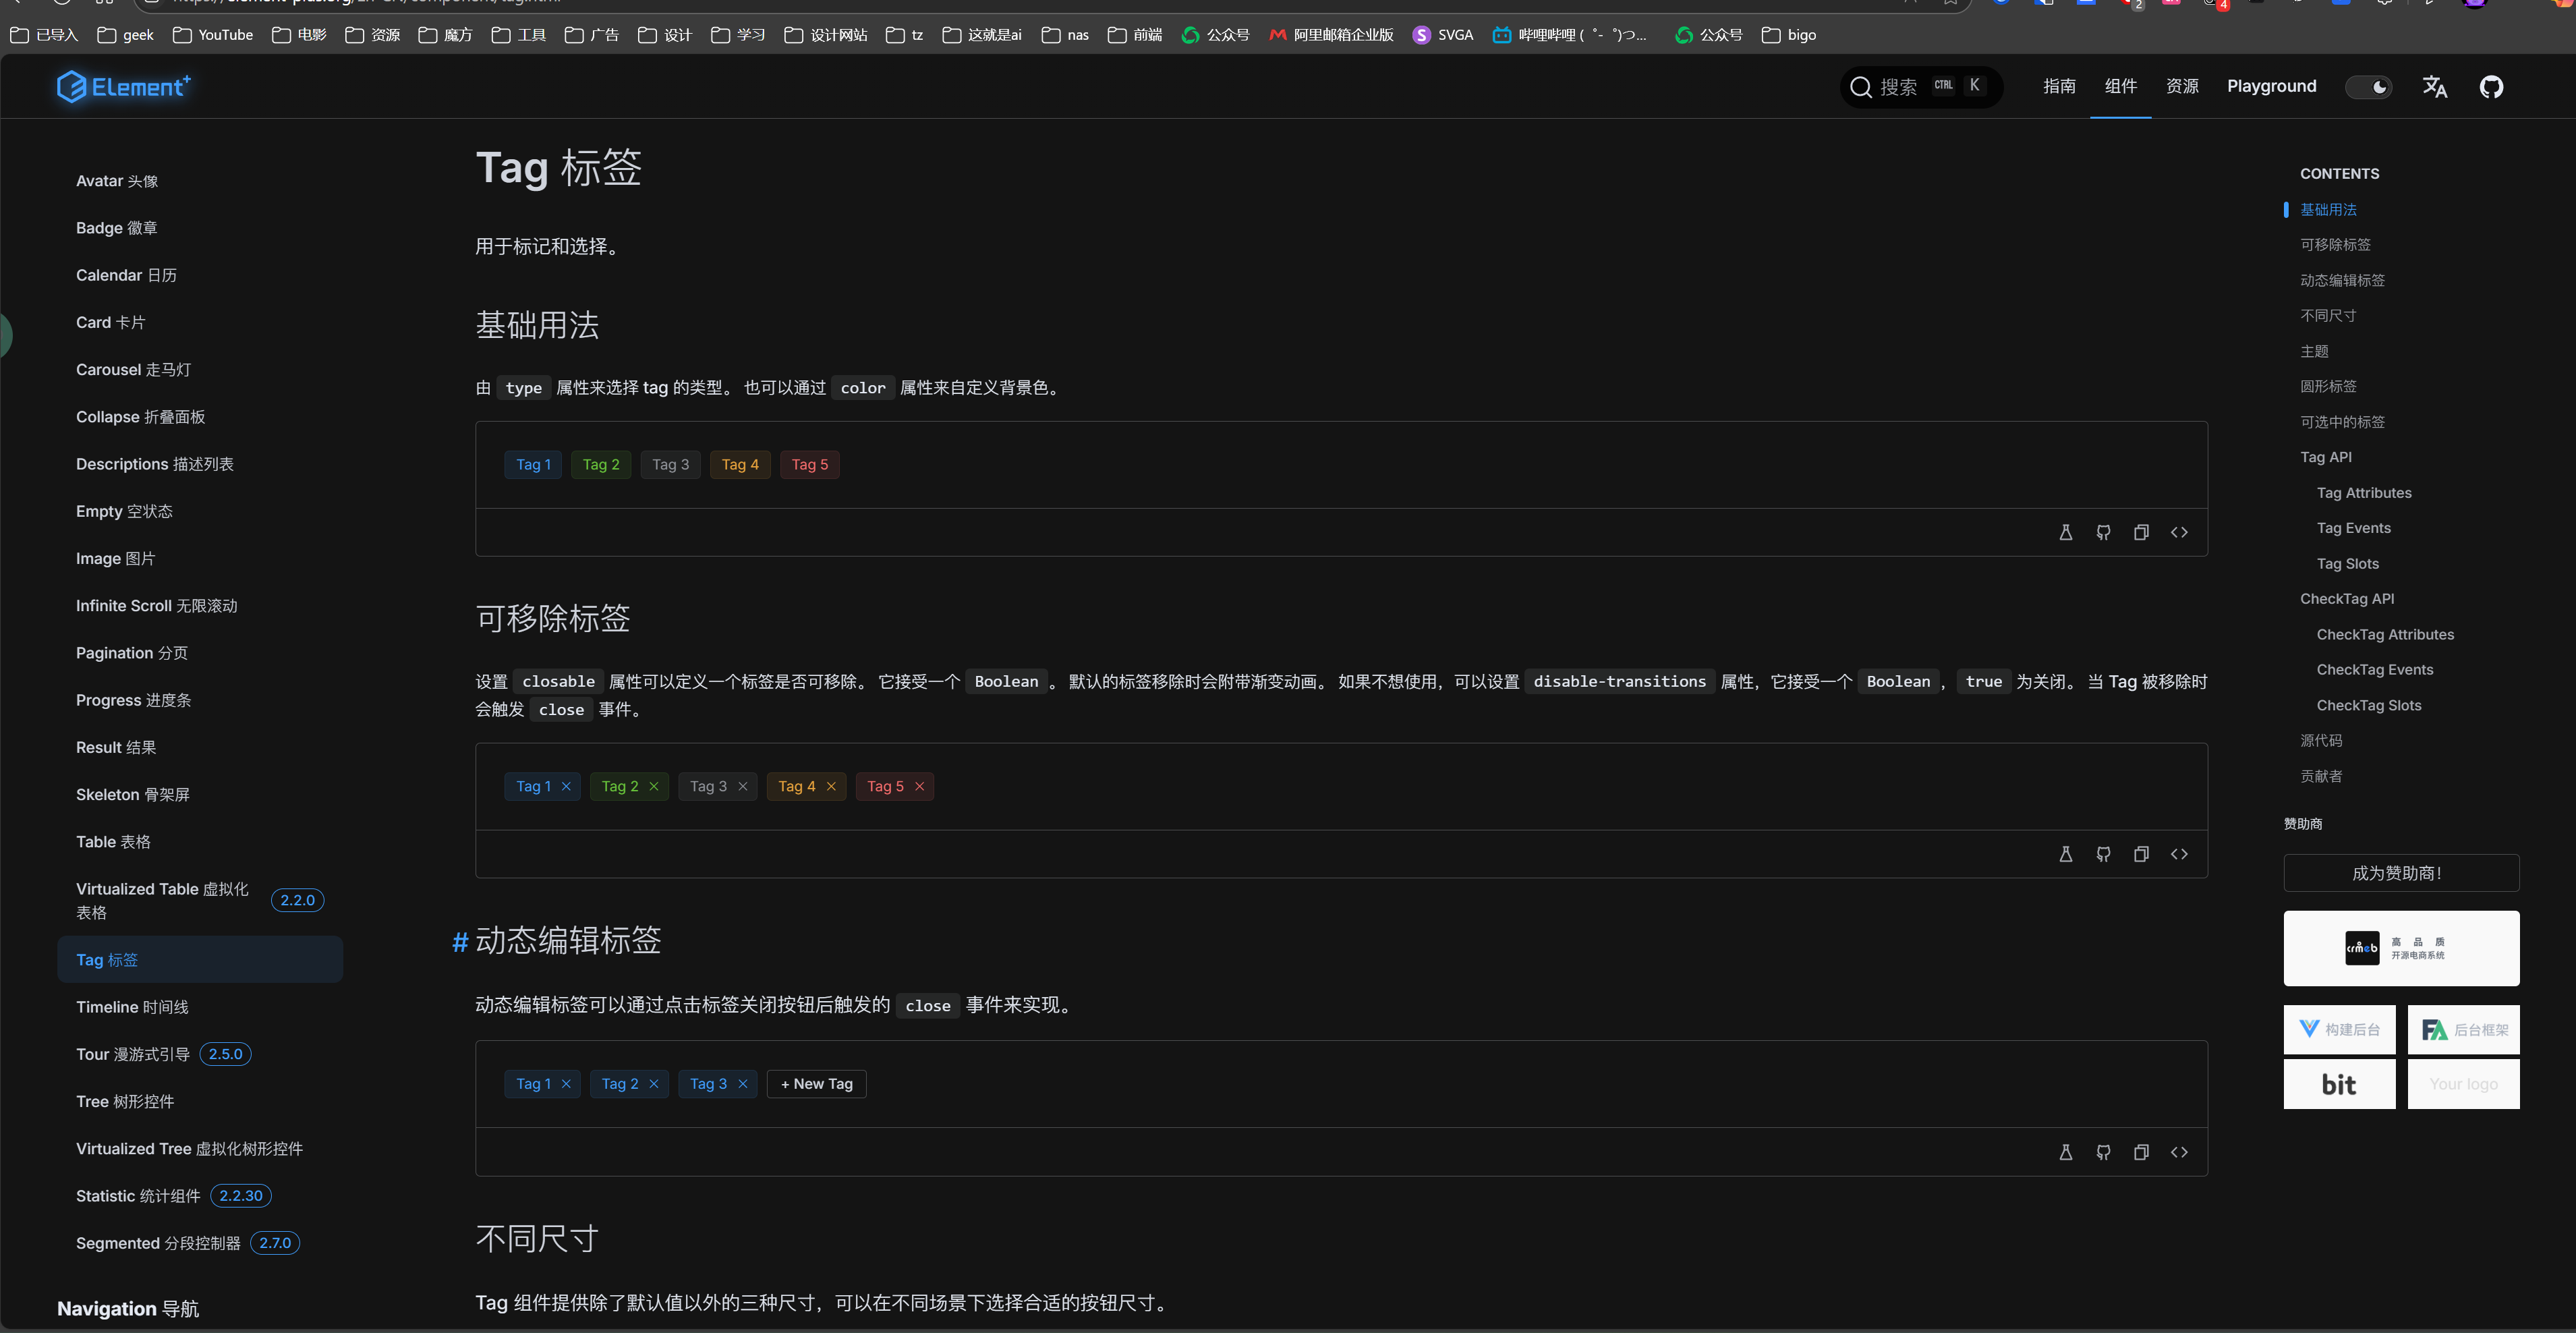 已导入 geek YouTube 电影 资源 魔方 工具 广告 设计 学习 设计网站 tz 这就是ai nas 前端 公众号 阿里邮箱企业版 S SVGA 哔哩哔哩 (゜-゜)つ... 公众号 bigo
2 4
Element+
搜索 CTRL K
指南 组件 资源 Playground
Avatar 头像
Badge 徽章
Calendar 日历
Card 卡片
Carousel 走马灯
Collapse 折叠面板
Descriptions 描述列表
Empty 空状态
Image 图片
Infinite Scroll 无限滚动
Pagination 分页
Progress 进度条
Result 结果
Skeleton 骨架屏
Table 表格
Virtualized Table 虚拟化
表格 2.2.0
Tag 标签
Timeline 时间线
Tour 漫游式引导 2.5.0
Tree 树形控件
Virtualized Tree 虚拟化树形控件
Statistic 统计组件 2.2.30
Segmented 分段控制器 2.7.0
Navigation 导航
Tag 标签
用于标记和选择。
基础用法
由 type 属性来选择 tag 的类型。 也可以通过 color 属性来自定义背景色。
Tag 1 Tag 2 Tag 3 Tag 4 Tag 5
可移除标签
设置 closable 属性可以定义一个标签是否可移除。 它接受一个 Boolean 。 默认的标签移除时会附带渐变动画。 如果不想使用，可以设置 disable-transitions 属性，它接受一个 Boolean ， true 为关闭。 当 Tag 被移除时
会触发 close 事件。
Tag 1 × Tag 2 × Tag 3 × Tag 4 × Tag 5 ×
# 动态编辑标签
动态编辑标签可以通过点击标签关闭按钮后触发的 close 事件来实现。
Tag 1 × Tag 2 × Tag 3 × + New Tag
不同尺寸
Tag 组件提供除了默认值以外的三种尺寸，可以在不同场景下选择合适的按钮尺寸。
CONTENTS
基础用法
可移除标签
动态编辑标签
不同尺寸
主题
圆形标签
可选中的标签
Tag API
Tag Attributes
Tag Events
Tag Slots
CheckTag API
CheckTag Attributes
CheckTag Events
CheckTag Slots
源代码
贡献者
赞助商
成为赞助商！
crmeb 高 品 质
开源电商系统
构建后台 FA 后台框架
bit Your logo